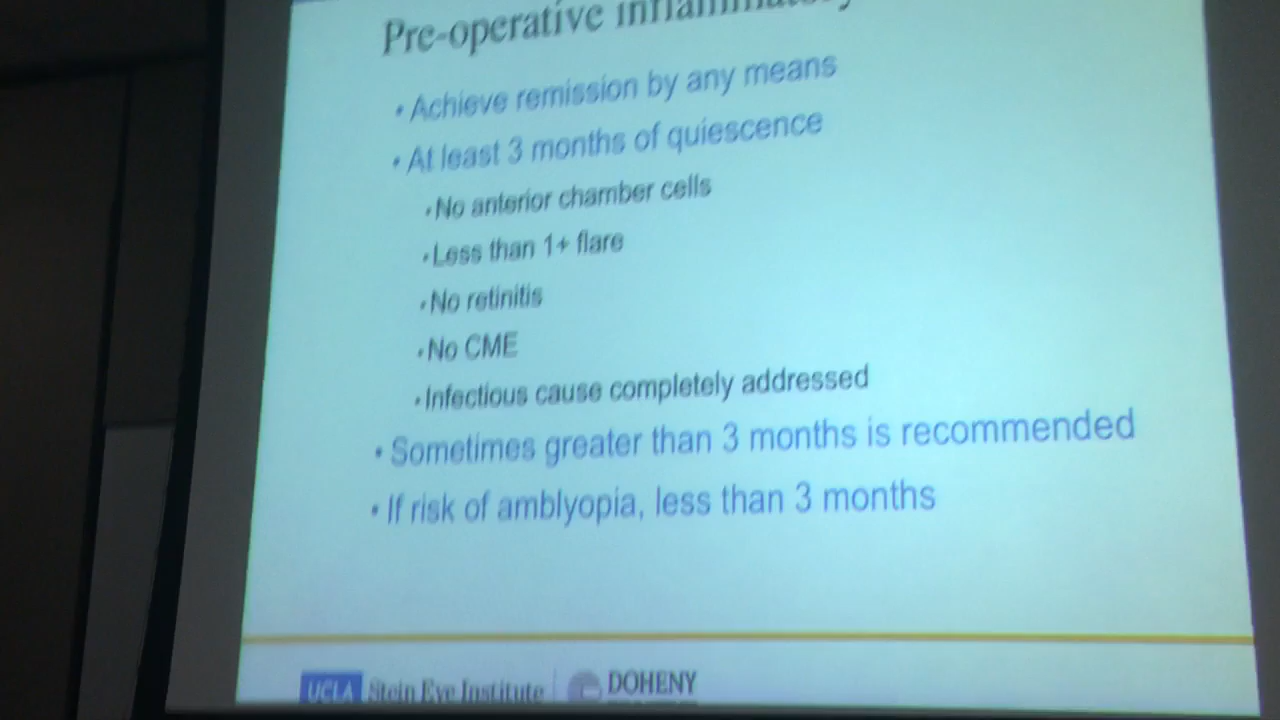 Pre-operative inflammatory
• Achieve remission by any means
• At least 3 months of quiescence
• No anterior chamber cells
• Less than 1+ flare
• No retinitis
• No CME
• Infectious cause completely addressed
• Sometimes greater than 3 months is recommended
• If risk of amblyopia, less than 3 months
UCLA Stein Eye Institute DOHENY